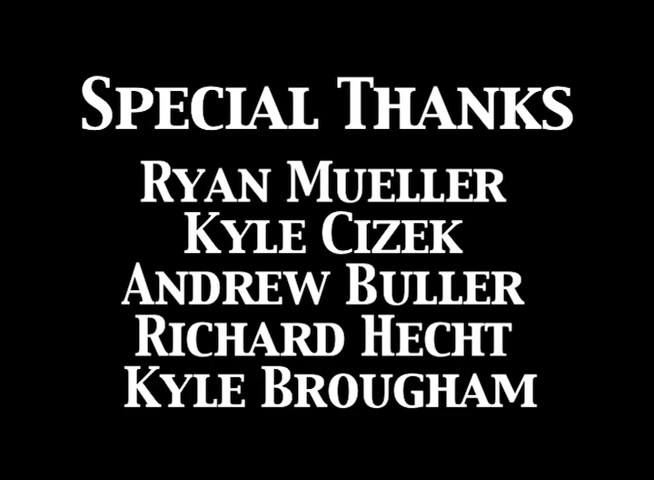 Special Thanks
Ryan Mueller
Kyle Cizek
Andrew Buller
Richard Hecht
Kyle Brougham